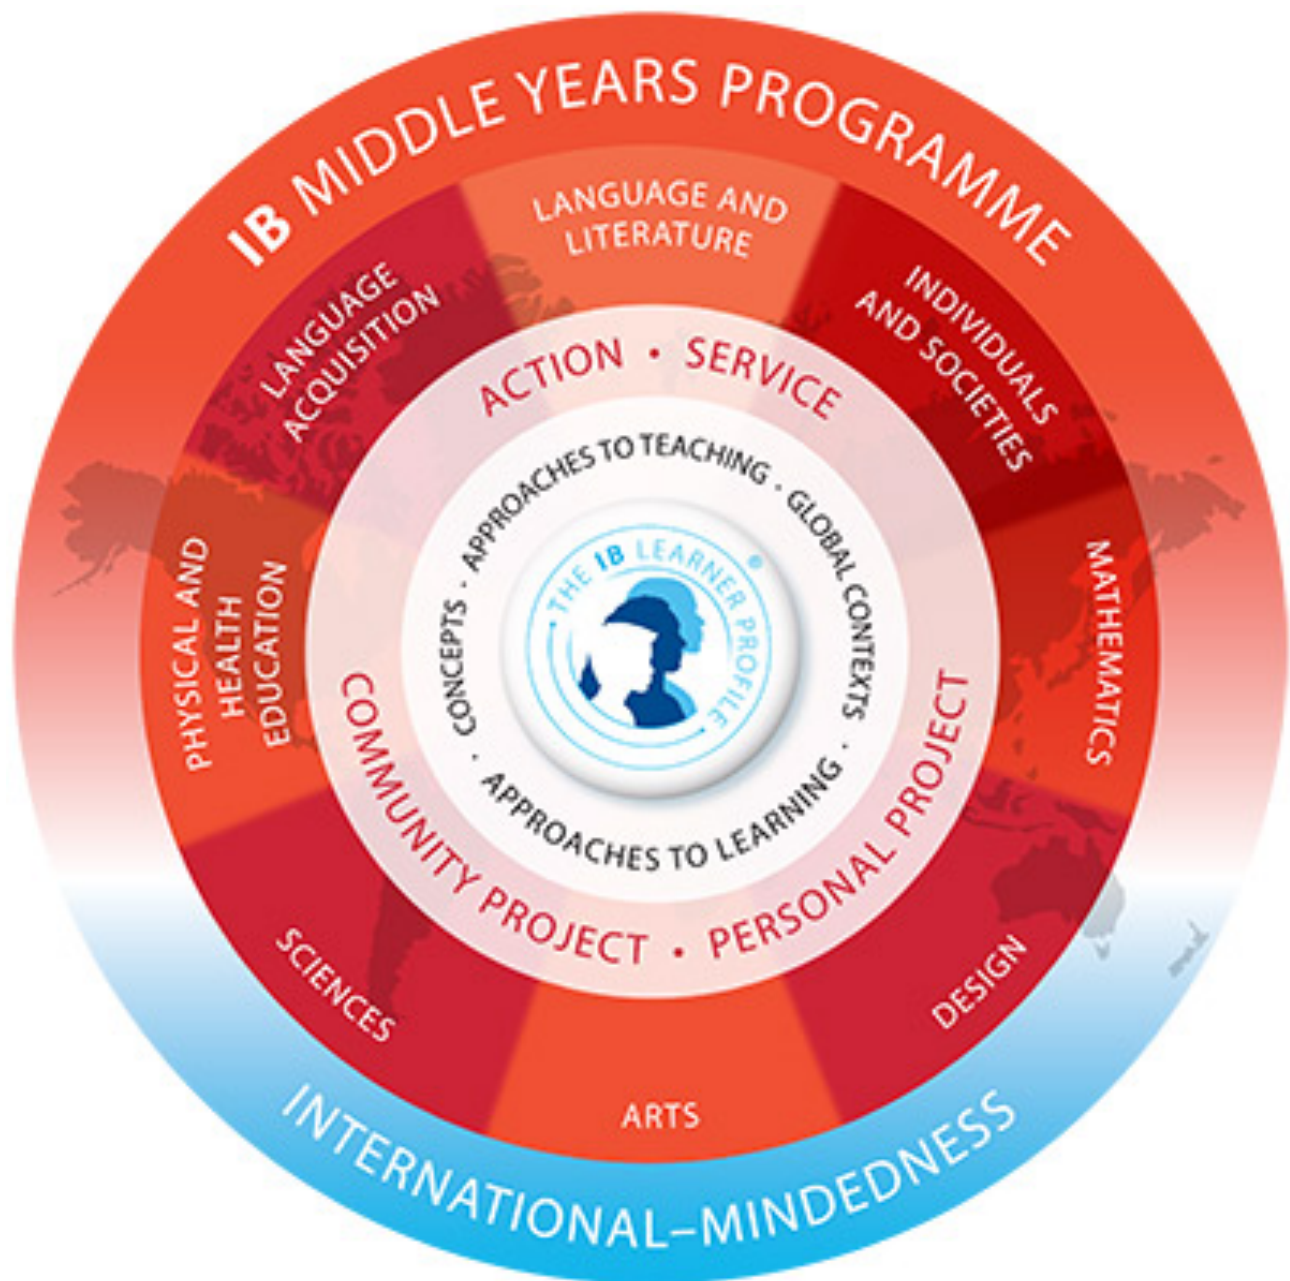 IB MIDDLE YEARS PROGRAMME
LANGUAGE AND
LITERATURE
INDIVIDUALS
AND SOCIETIES
MATHEMATICS
DESIGN
ARTS
SCIENCES
PHYSICAL AND
HEALTH
EDUCATION
LANGUAGE
ACQUISITION
ACTION • SERVICE
COMMUNITY PROJECT • PERSONAL PROJECT
CONCEPTS · APPROACHES TO TEACHING · GLOBAL CONTEXTS ·
· APPROACHES TO LEARNING
THE IB LEARNER PROFILE ®
INTERNATIONAL–MINDEDNESS